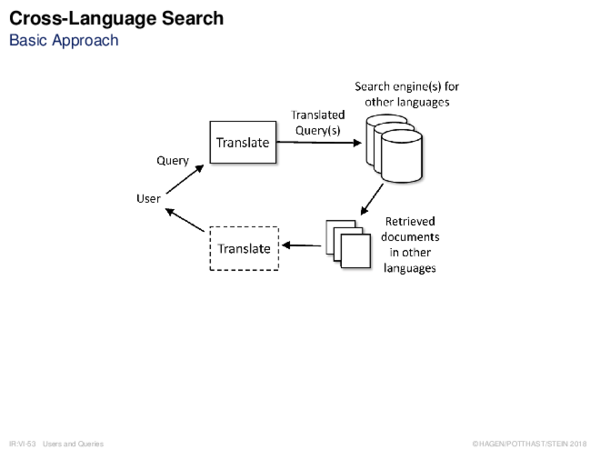 Cross-Language Search
Basic Approach
Search engine(s) for
other languages
Translated
Query(s)
Translate
Query
User
Retrieved
documents
in other
languages
Translate
IR:VI-53 Users and Queries
©HAGEN/POTTHAST/STEIN 2018